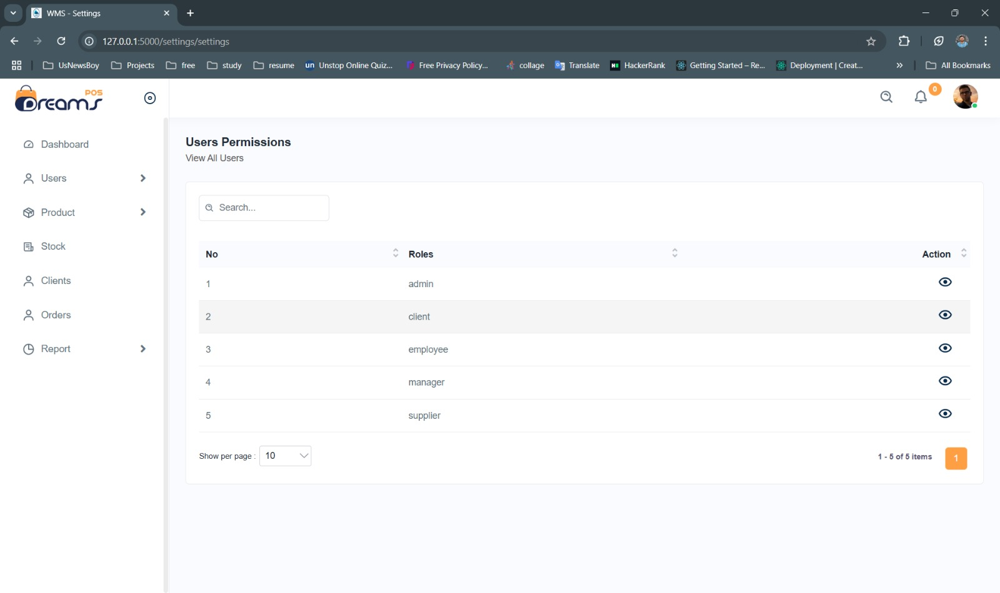 WMS - Settings
127.0.0.1:5000/settings/settings
UsNewsBoy Projects free study resume un Unstop Online Quiz... Free Privacy Policy... collage Translate HackerRank Getting Started – Re... Deployment | Creat... » All Bookmarks
DreamS POS
0
Dashboard
Users
Product
Stock
Clients
Orders
Report
Users Permissions
View All Users
Search...
No Roles Action
1 admin
2 client
3 employee
4 manager
5 supplier
Show per page : 10 1 - 5 of 5 items 1